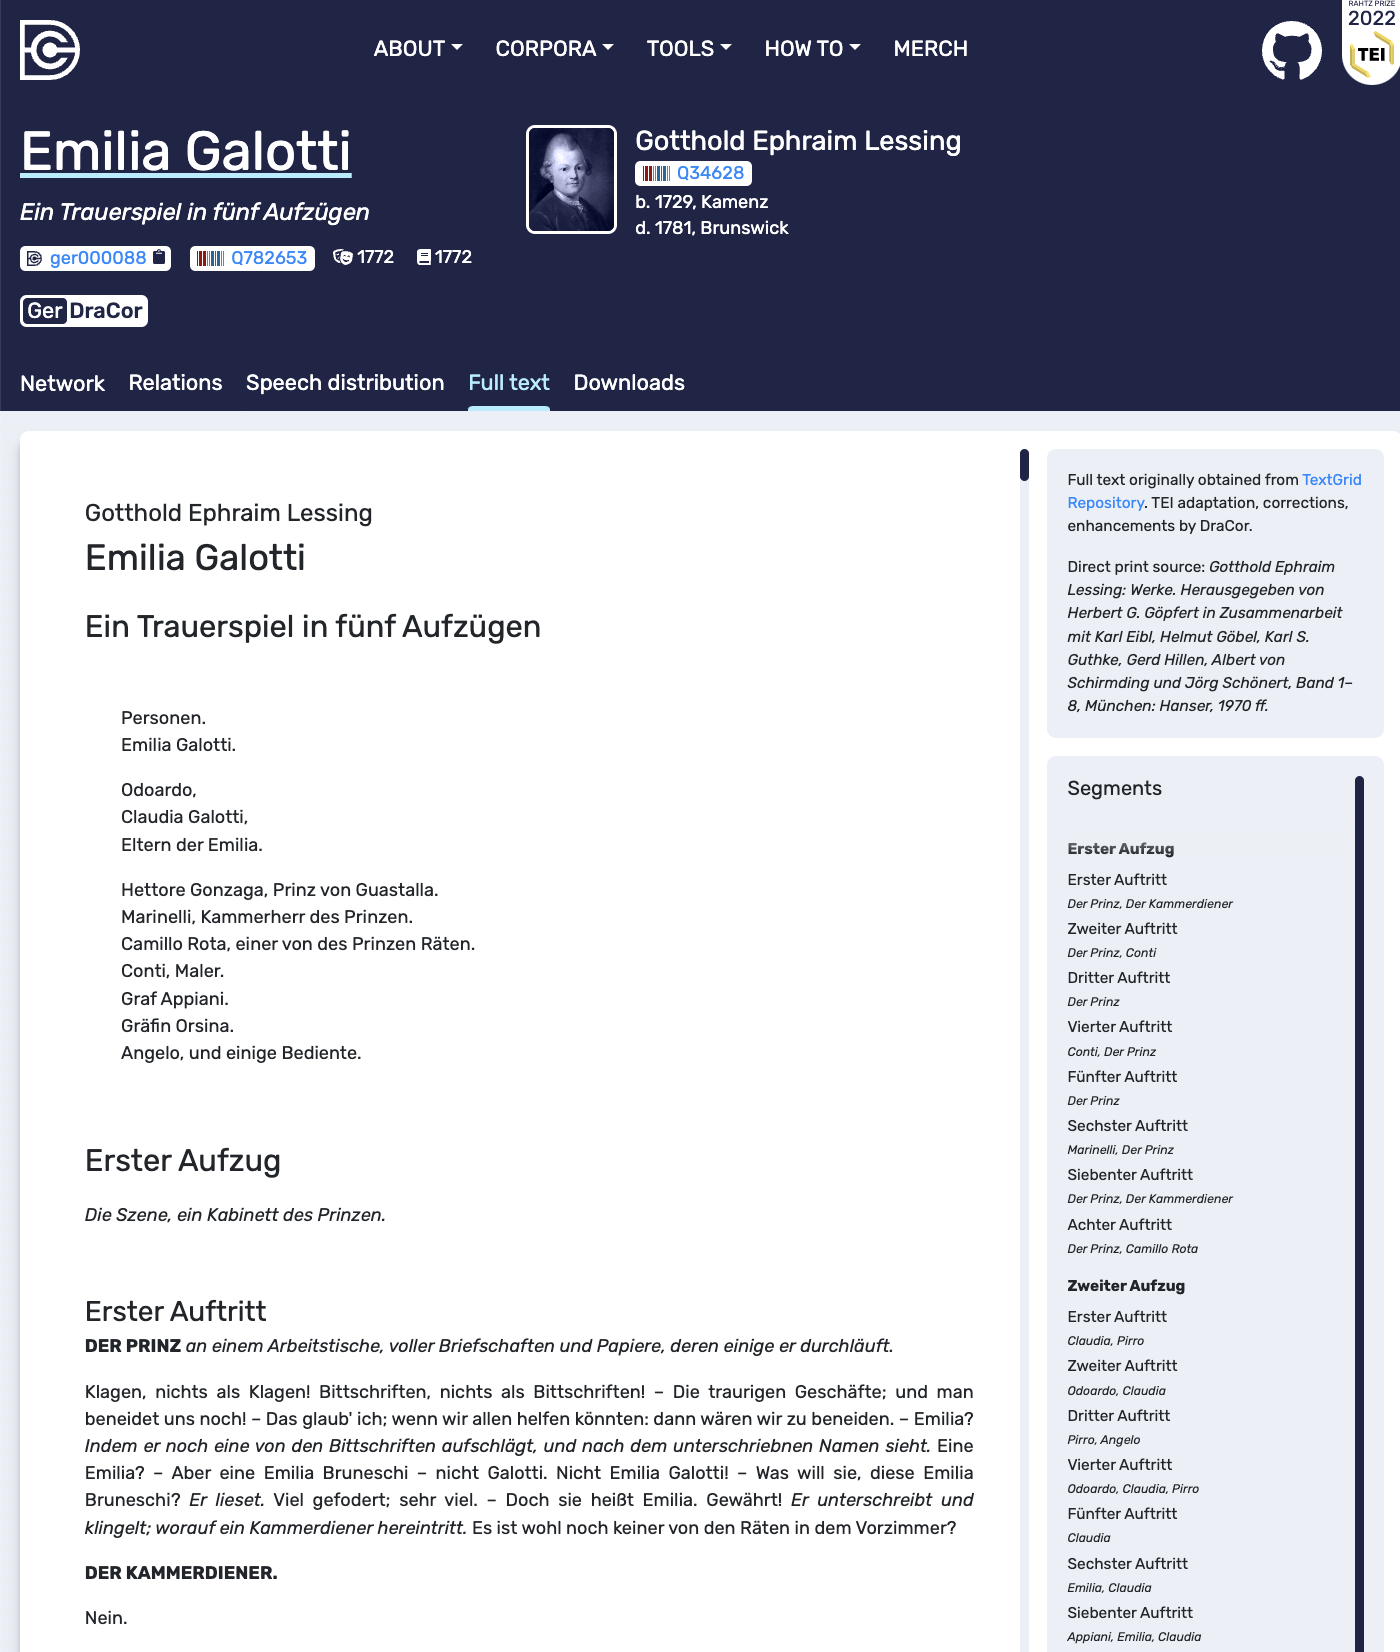 ABOUT CORPORA TOOLS HOW TO MERCH
RAHTZ PRIZE
2022
TEI
Emilia Galotti
Ein Trauerspiel in fünf Aufzügen
ger000088 Q782653 1772 1772
GerDraCor
Gotthold Ephraim Lessing
Q34628
b. 1729, Kamenz
d. 1781, Brunswick
Network Relations Speech distribution Full text Downloads
Gotthold Ephraim Lessing
Emilia Galotti
Ein Trauerspiel in fünf Aufzügen
Personen.
Emilia Galotti.
Odoardo,
Claudia Galotti,
Eltern der Emilia.
Hettore Gonzaga, Prinz von Guastalla.
Marinelli, Kammerherr des Prinzen.
Camillo Rota, einer von des Prinzen Räten.
Conti, Maler.
Graf Appiani.
Gräfin Orsina.
Angelo, und einige Bediente.
Erster Aufzug
Die Szene, ein Kabinett des Prinzen.
Erster Auftritt
DER PRINZ an einem Arbeitstische, voller Briefschaften und Papiere, deren einige er durchläuft.
Klagen, nichts als Klagen! Bittschriften, nichts als Bittschriften! – Die traurigen Geschäfte; und man
beneidet uns noch! – Das glaub' ich; wenn wir allen helfen könnten: dann wären wir zu beneiden. – Emilia?
Indem er noch eine von den Bittschriften aufschlägt, und nach dem unterschriebnen Namen sieht. Eine
Emilia? – Aber eine Emilia Bruneschi – nicht Galotti. Nicht Emilia Galotti! – Was will sie, diese Emilia
Bruneschi? Er lieset. Viel gefodert; sehr viel. – Doch sie heißt Emilia. Gewährt! Er unterschreibt und
klingelt; worauf ein Kammerdiener hereintritt. Es ist wohl noch keiner von den Räten in dem Vorzimmer?
DER KAMMERDIENER.
Nein.
Full text originally obtained from TextGrid
Repository. TEI adaptation, corrections,
enhancements by DraCor.
Direct print source: Gotthold Ephraim
Lessing: Werke. Herausgegeben von
Herbert G. Göpfert in Zusammenarbeit
mit Karl Eibl, Helmut Göbel, Karl S.
Guthke, Gerd Hillen, Albert von
Schirmding und Jörg Schönert, Band 1–
8, München: Hanser, 1970 ff.
Segments
Erster Aufzug
Erster Auftritt
Der Prinz, Der Kammerdiener
Zweiter Auftritt
Der Prinz, Conti
Dritter Auftritt
Der Prinz
Vierter Auftritt
Conti, Der Prinz
Fünfter Auftritt
Der Prinz
Sechster Auftritt
Marinelli, Der Prinz
Siebenter Auftritt
Der Prinz, Der Kammerdiener
Achter Auftritt
Der Prinz, Camillo Rota
Zweiter Aufzug
Erster Auftritt
Claudia, Pirro
Zweiter Auftritt
Odoardo, Claudia
Dritter Auftritt
Pirro, Angelo
Vierter Auftritt
Odoardo, Claudia, Pirro
Fünfter Auftritt
Claudia
Sechster Auftritt
Emilia, Claudia
Siebenter Auftritt
Appiani, Emilia, Claudia